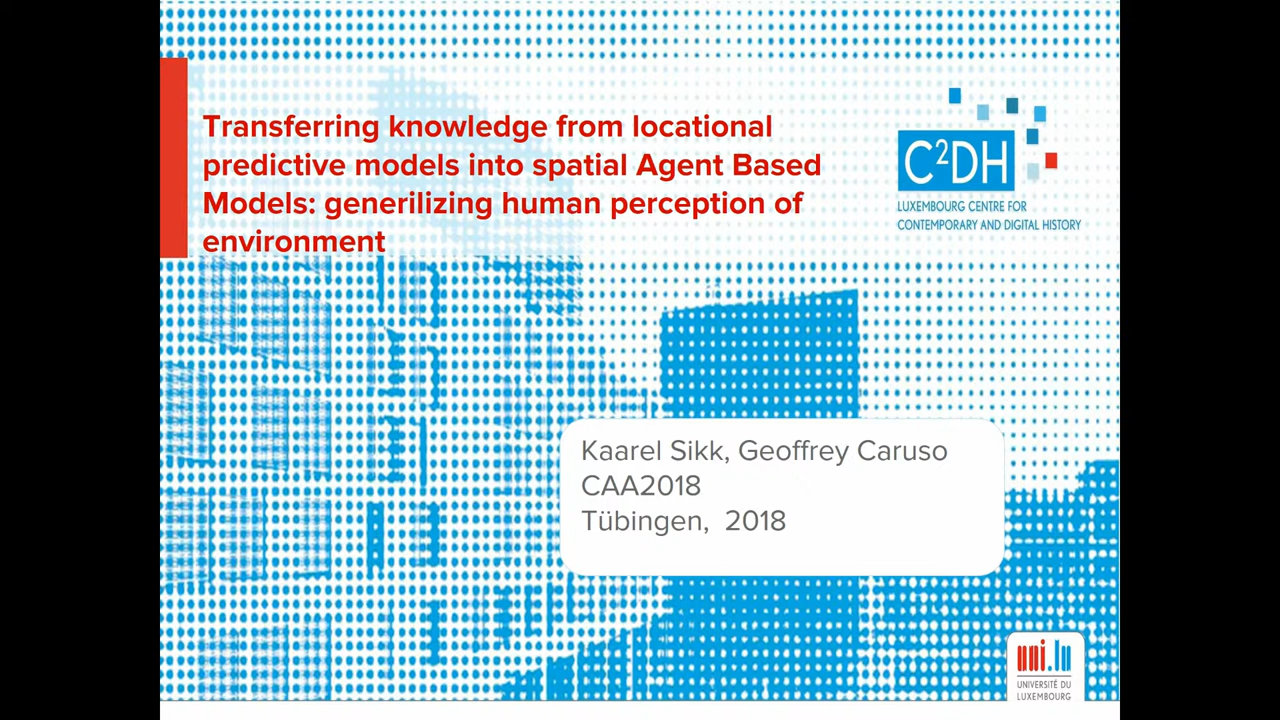 Transferring knowledge from locational
predictive models into spatial Agent Based
Models: generilizing human perception of
environment
C²DH
LUXEMBOURG CENTRE FOR
CONTEMPORARY AND DIGITAL HISTORY
Kaarel Sikk, Geoffrey Caruso
CAA2018
Tübingen, 2018
uni.lu
UNIVERSITÉ DU
LUXEMBOURG